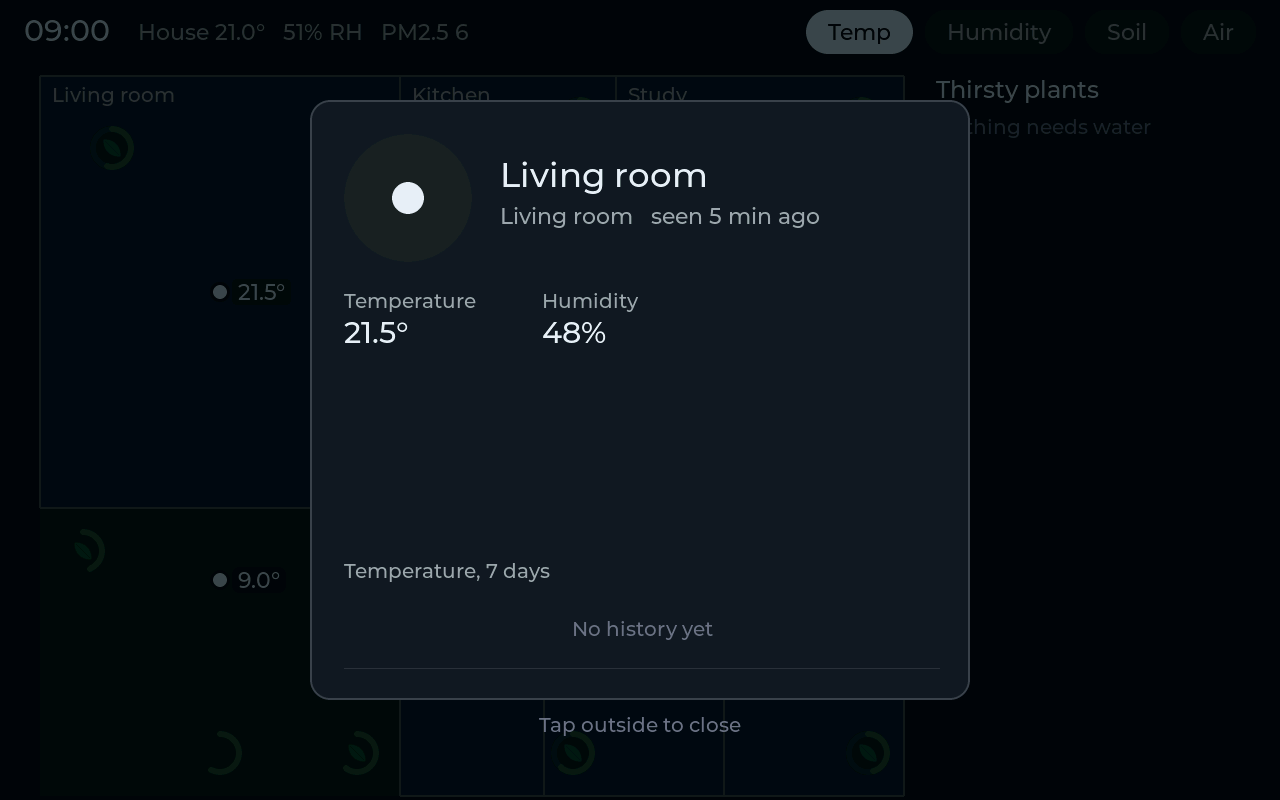 09:00 House 21.0° 51% RH PM2.5 6
Temp Humidity Soil Air
Living room Kitchen Study
Thirsty plants
thing needs water
Living room
Living room seen 5 min ago
21.5°
Temperature Humidity
21.5° 48%
9.0°
Temperature, 7 days
No history yet
Tap outside to close